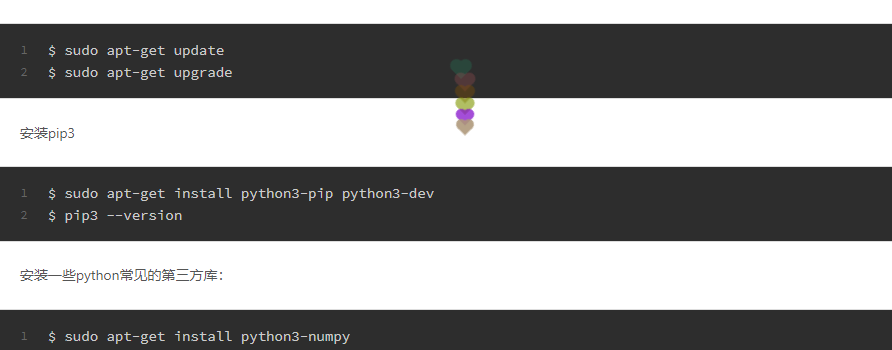 1 $ sudo apt-get update
2 $ sudo apt-get upgrade
安装pip3
1 $ sudo apt-get install python3-pip python3-dev
2 $ pip3 --version
安装一些python常见的第三方库：
1 $ sudo apt-get install python3-numpy